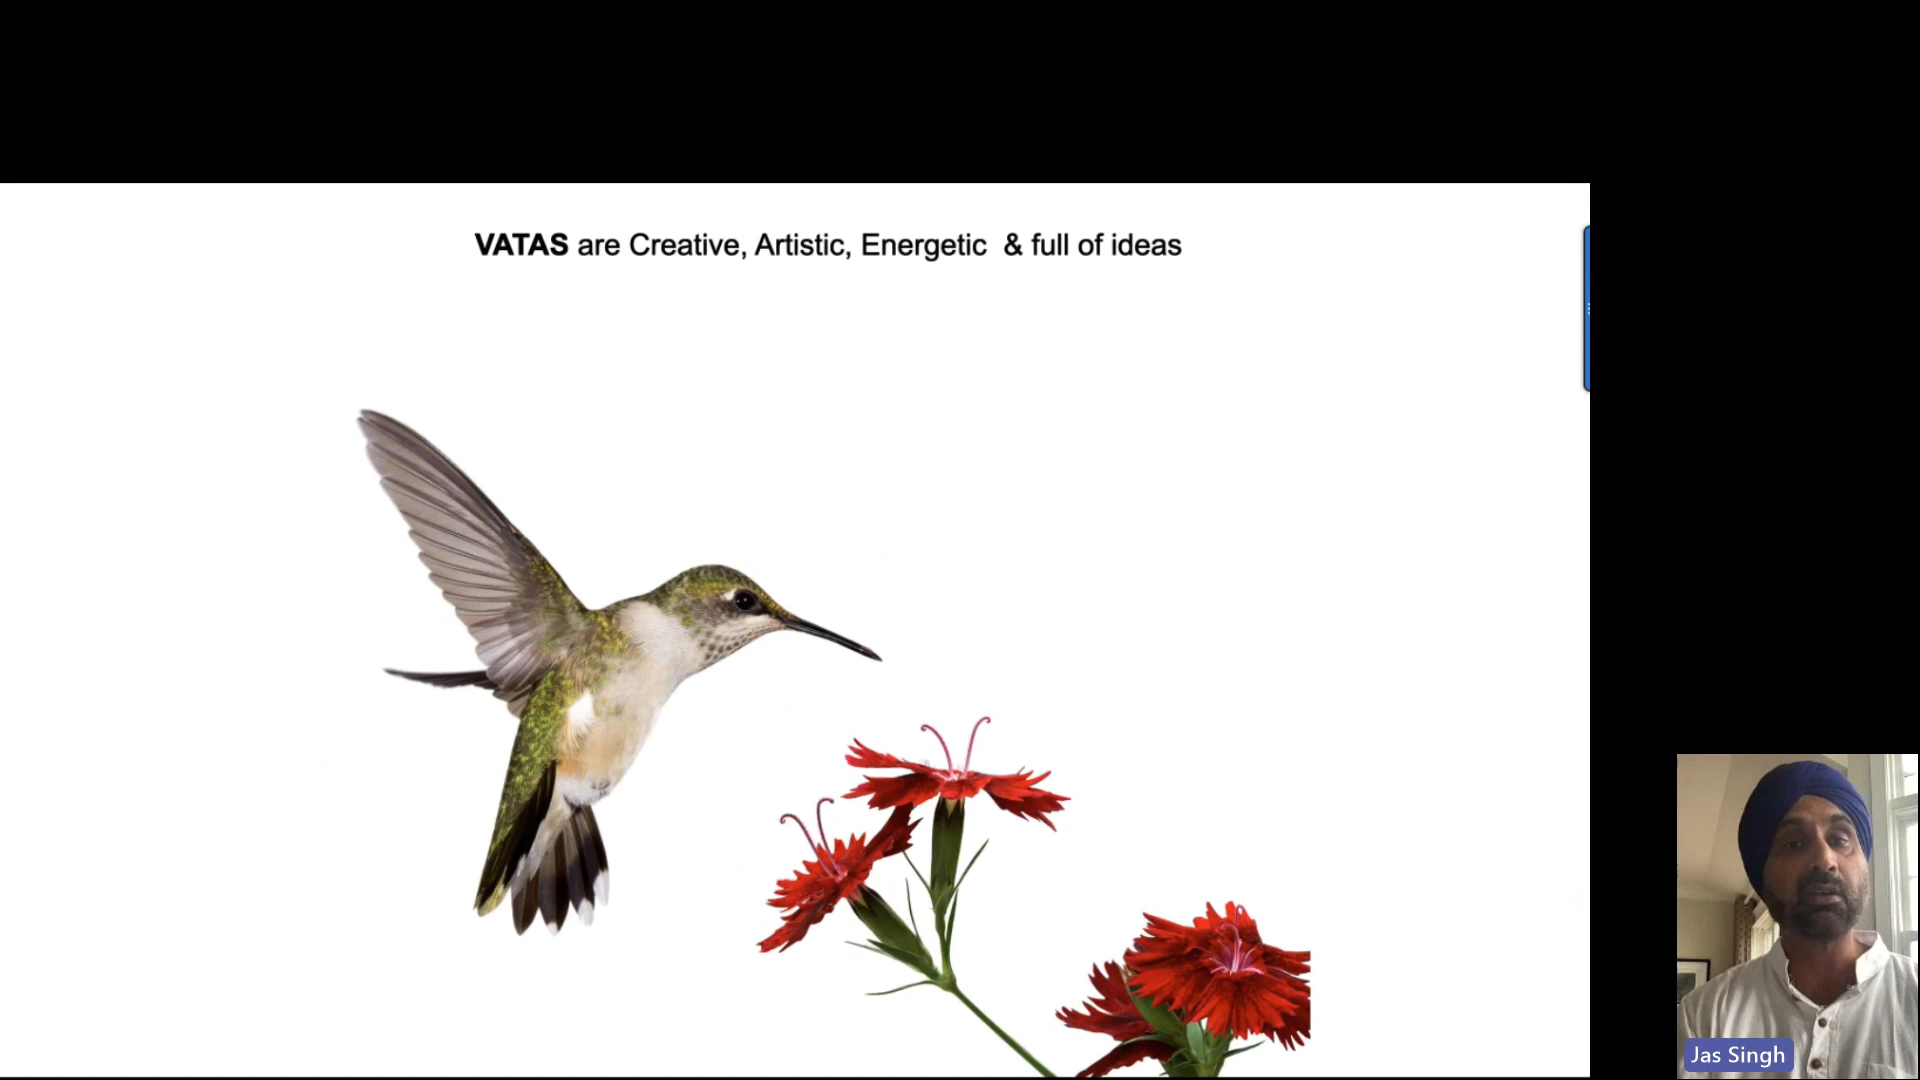 VATAS are Creative, Artistic, Energetic  & full of ideas
Jas Singh